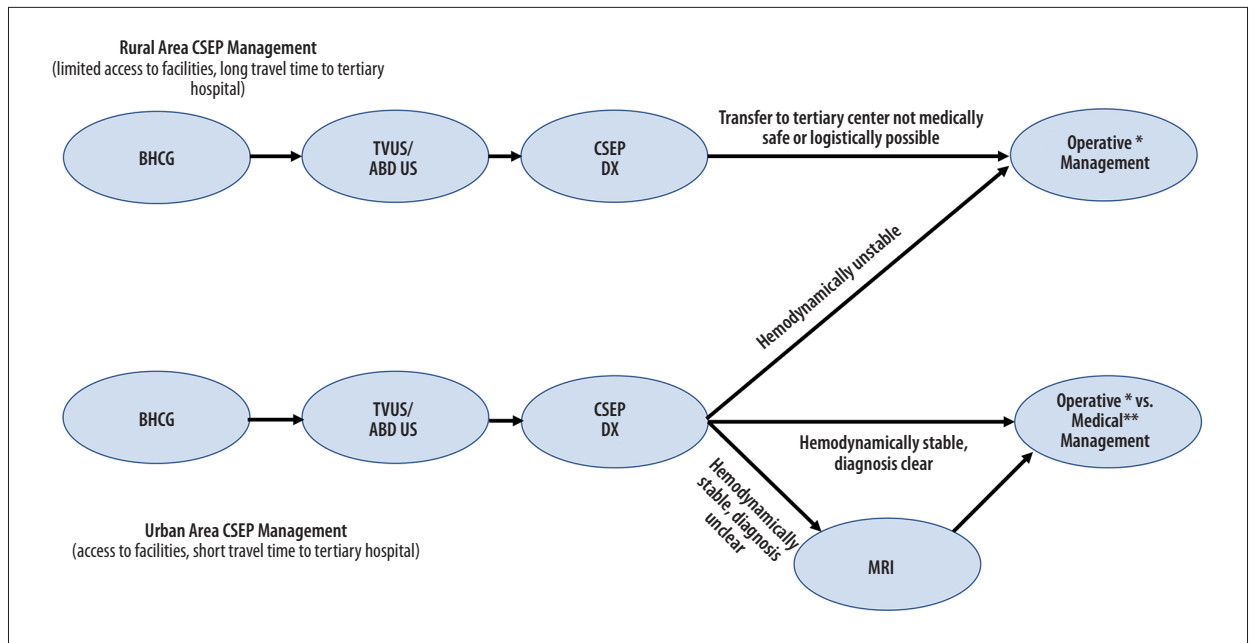 Rural Area CSEP Management
(limited access to facilities, long travel time to tertiary
hospital)
BHCG
TVUS/
ABD US
CSEP
DX
Transfer to tertiary center not medically
safe or logistically possible
Operative *
Management
Hemodynamically unstable
BHCG
TVUS/
ABD US
CSEP
DX
Hemodynamically stable,
diagnosis clear
Operative * vs.
Medical**
Management
Hemodynamically
stable, diagnosis
unclear
MRI
Urban Area CSEP Management
(access to facilities, short travel time to tertiary hospital)